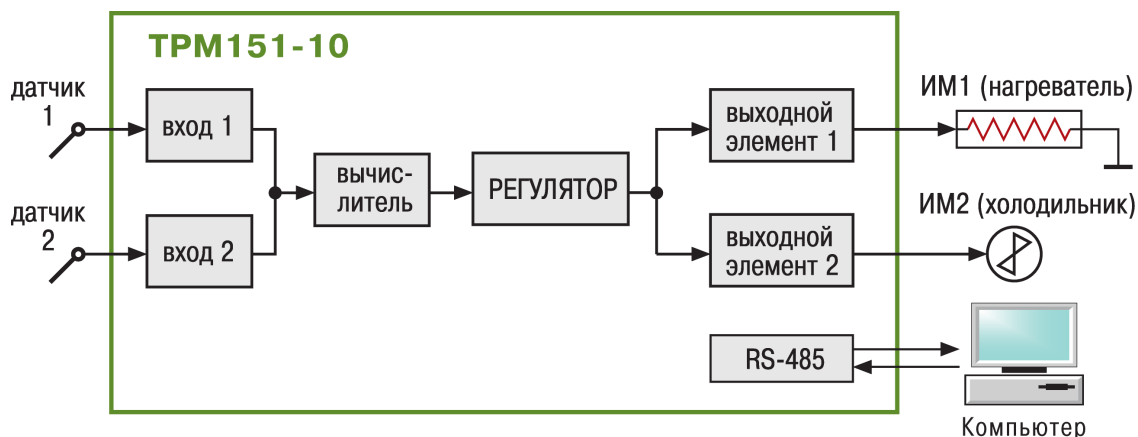 ТРМ151-10
датчик
1
вход 1
датчик
2
вход 2
вычис-
литель
РЕГУЛЯТОР
выходной
элемент 1
выходной
элемент 2
ИМ1 (нагреватель)
ИМ2 (холодильник)
RS-485
Компьютер